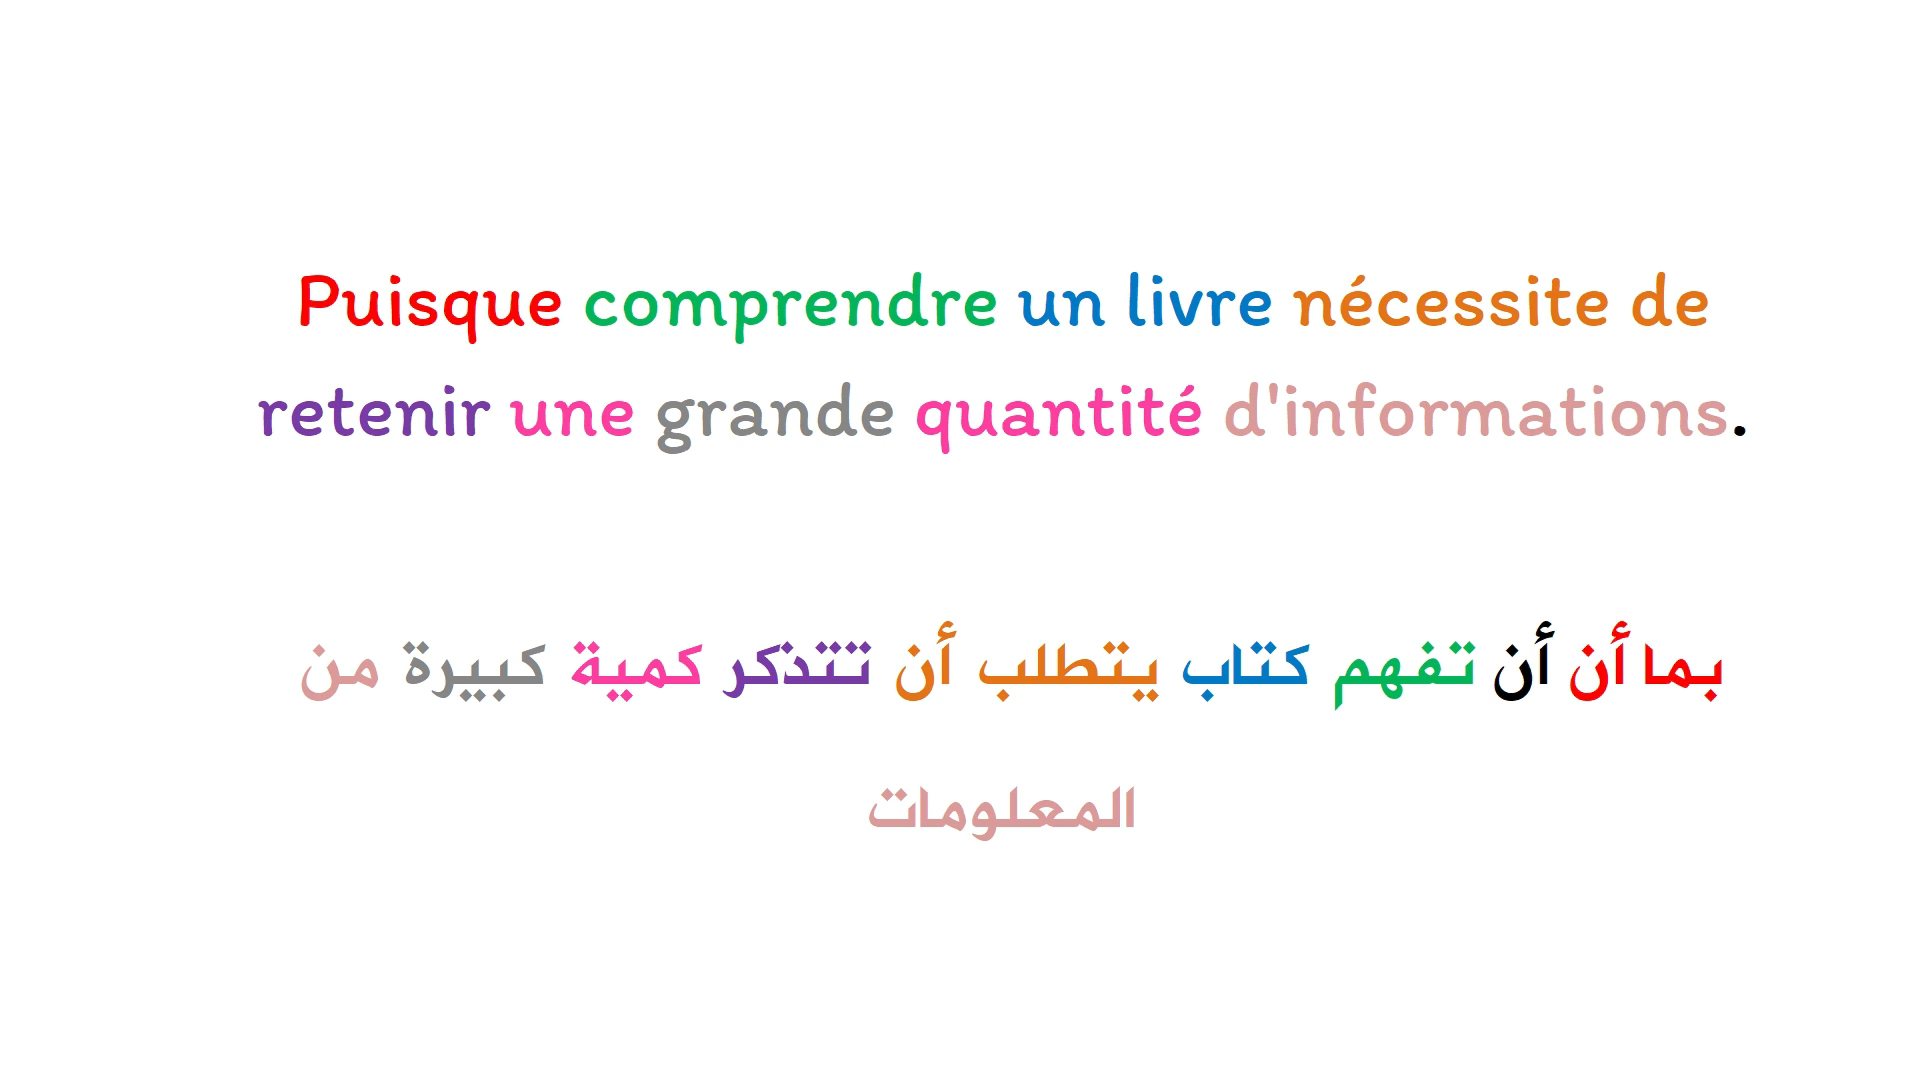 Puisque comprendre un livre nécessite de
retenir une grande quantité d'informations.
بما أن أن تفهم كتاب يتطلب أن تتذكر كمية كبيرة من
المعلومات